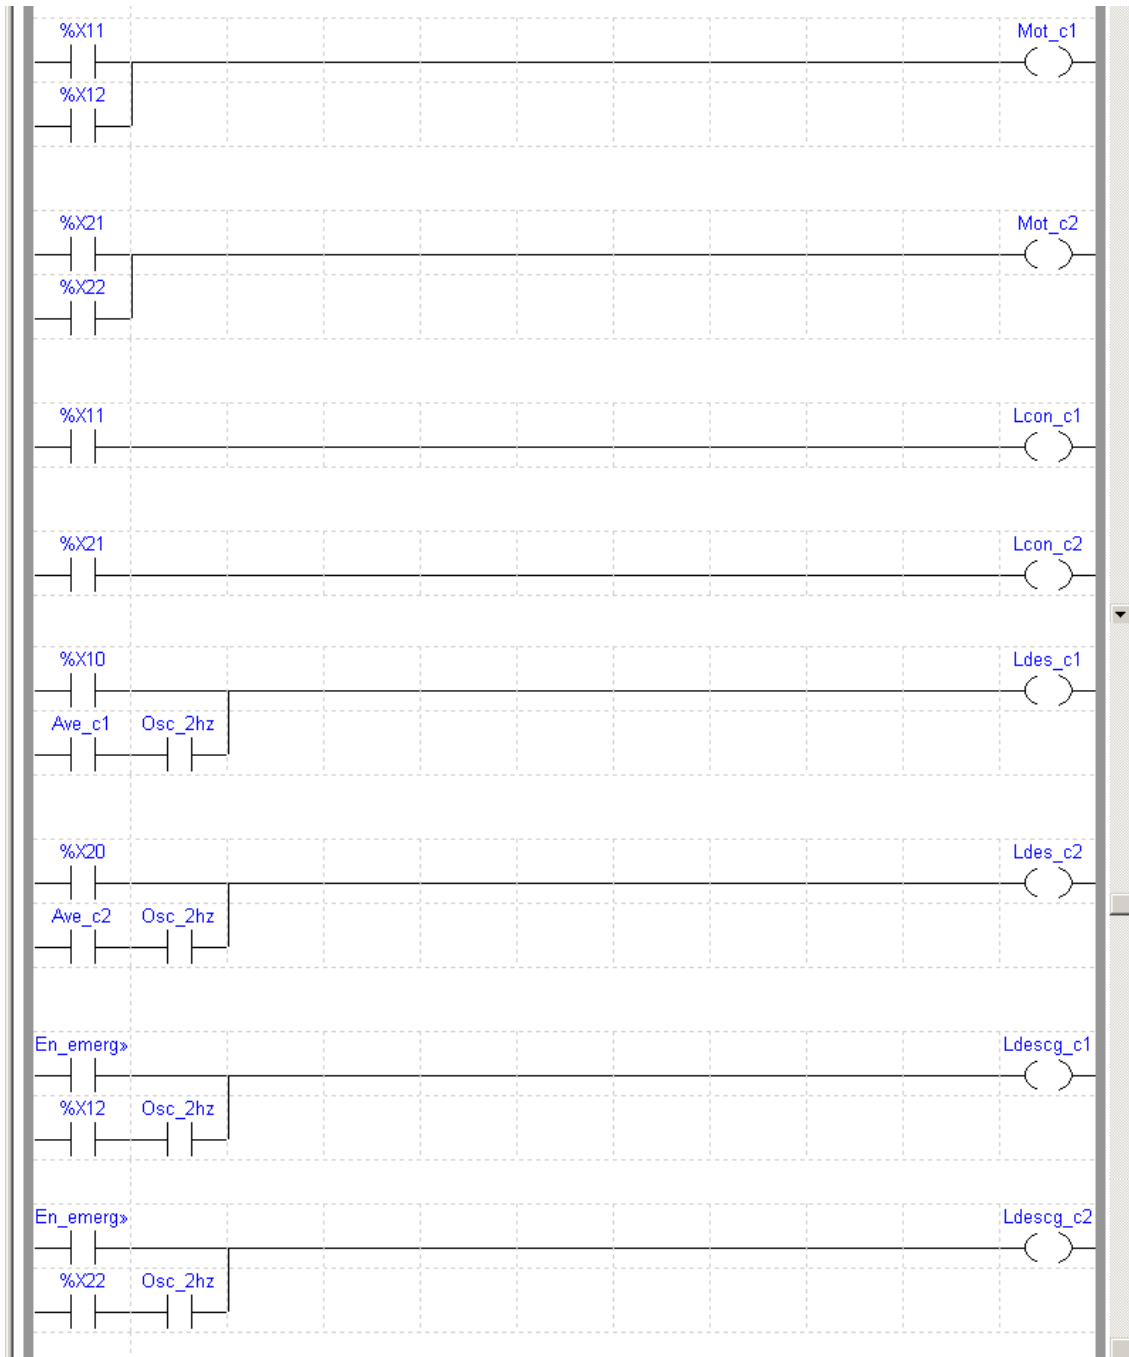 %X11 Mot_c1
%X12
%X21 Mot_c2
%X22
%X11 Lcon_c1
%X21 Lcon_c2
%X10 Ldes_c1
Ave_c1 Osc_2hz
%X20 Ldes_c2
Ave_c2 Osc_2hz
En_emerg» Ldescg_c1
%X12 Osc_2hz
En_emerg» Ldescg_c2
%X22 Osc_2hz